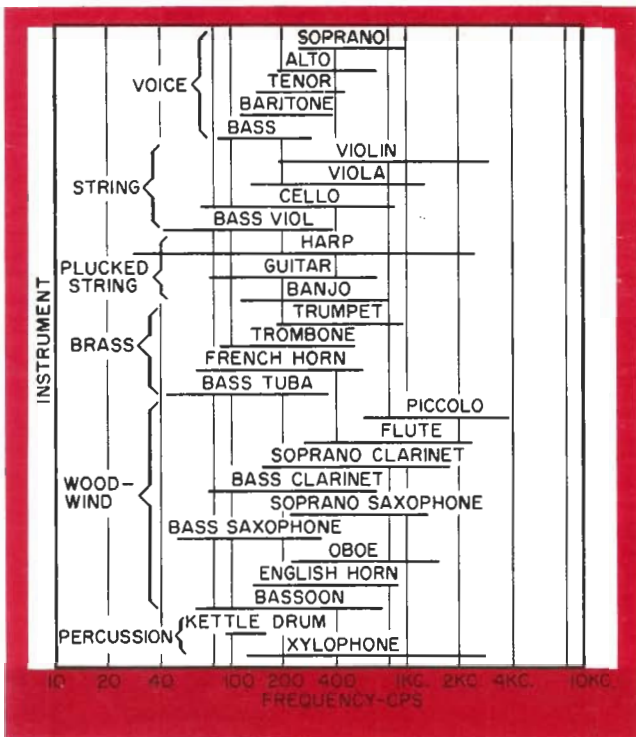 SOPRANO
ALTO
TENOR
BARITONE
BASS
VOICE
VIOLIN
VIOLA
CELLO
BASS VIOL
STRING
HARP
GUITAR
BANJO
PLUCKED
STRING
TRUMPET
TROMBONE
FRENCH HORN
BASS TUBA
BRASS
PICCOLO
FLUTE
SOPRANO CLARINET
BASS CLARINET
SOPRANO SAXOPHONE
BASS SAXOPHONE
OBOE
ENGLISH HORN
BASSOON
WOOD-
WIND
KETTLE DRUM
XYLOPHONE
PERCUSSION
INSTRUMENT
10 20 40 100 200 400 1KC. 2KC 4KC. 10KC
FREQUENCY-CPS